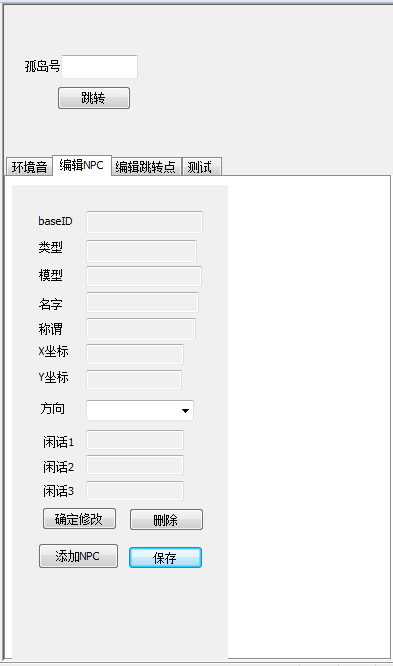 孤岛号
跳转
环境音 编辑NPC 编辑跳转点 测试
baseID
类型
模型
名字
称谓
X坐标
Y坐标
方向
闲话1
闲话2
闲话3
确定修改 删除
添加NPC 保存